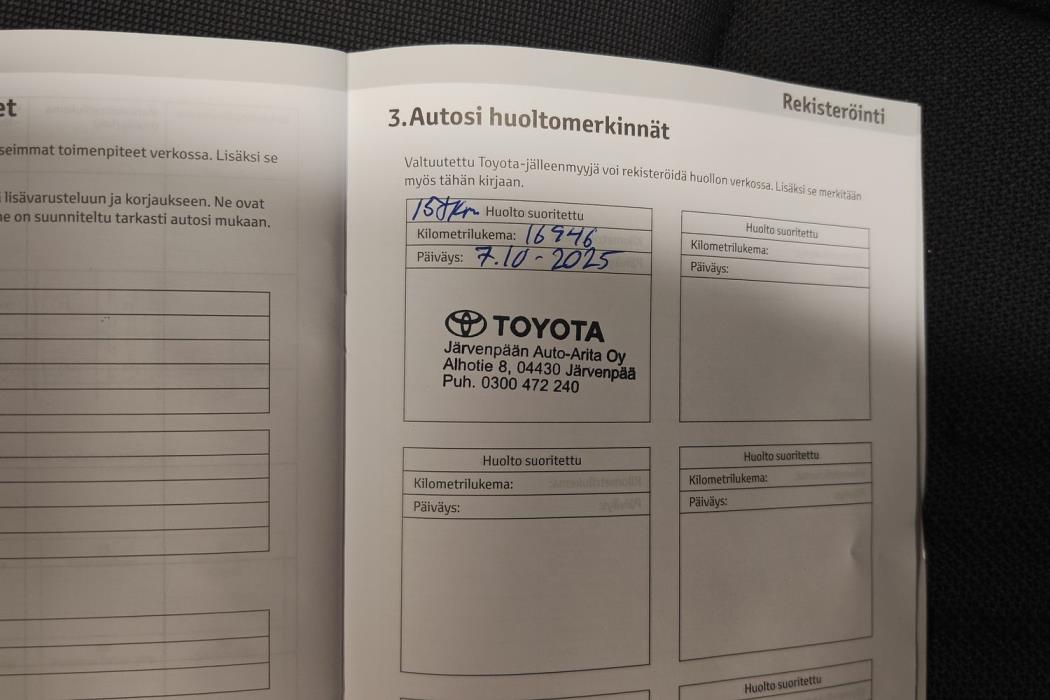 et
seimmat toimenpiteet verkossa. Lisäksi se
lisävarusteluun ja korjaukseen. Ne ovat
ne on suunniteltu tarkasti autosi mukaan.
Rekisteröinti
3.Autosi huoltomerkinnät
Valtuutettu Toyota-jälleenmyyjä voi rekisteröidä huollon verkossa. Lisäksi se merkitään
myös tähän kirjaan.
Huolto suoritettu
Kilometrilukema: 16946
Päiväys: 7.10-2025
TOYOTA
Järvenpään Auto-Arita Oy
Alhotie 8, 04430 Järvenpää
Puh. 0300 472 240
Huolto suoritettu
Kilometrilukema:
Päiväys:
Huolto suoritettu
Kilometrilukema:
Päiväys:
Huolto suoritettu
Kilometrilukema:
Päiväys:
Huolto suoritettu